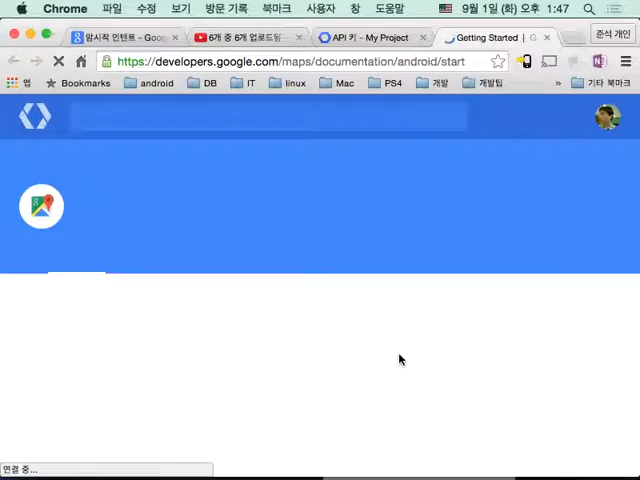 Chrome 파일 수정 보기 방문 기록 북마크 사용자 창 도움말 9월 1일 (화) 오후 1:47
암시적 인텐트 - Goo 6개 중 6개 업로드됨 API 키 - My Project Getting Started | G 준석 개인
https://developers.google.com/maps/documentation/android/start
앱 Bookmarks android DB IT linux Mac PS4 개발 개발팁 » 기타 북마크
연결 중...